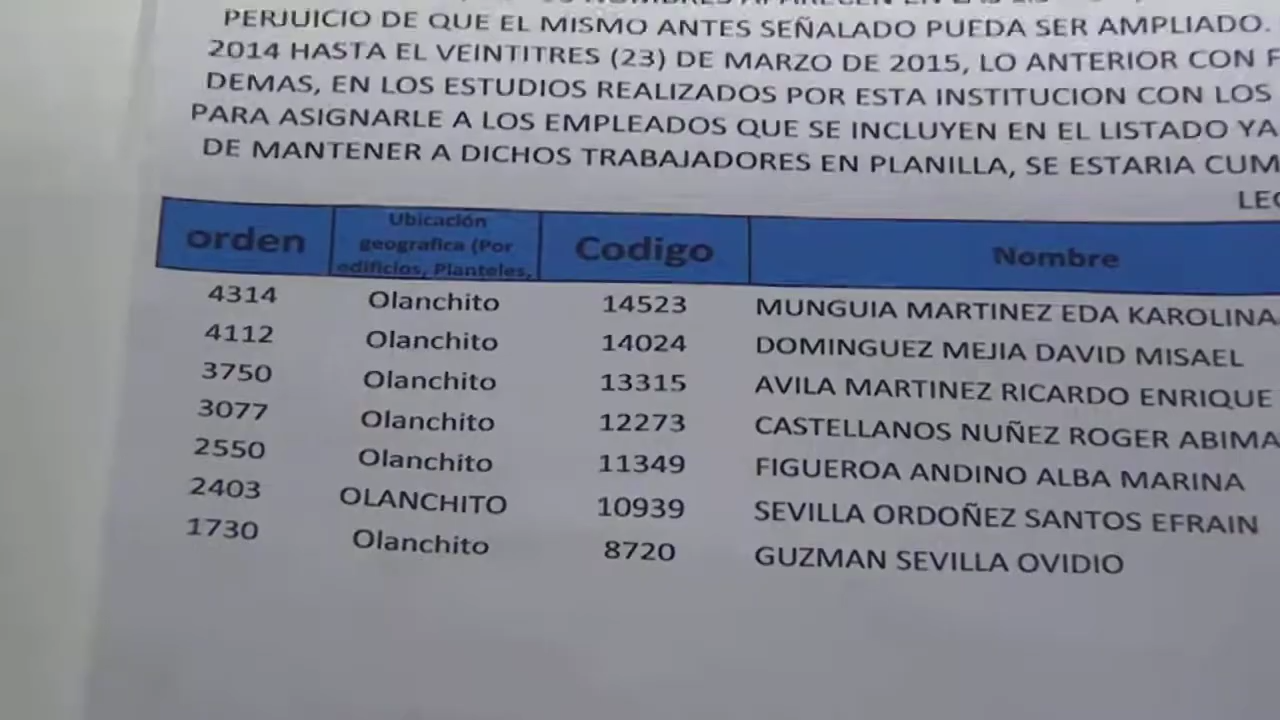 PERJUICIO DE QUE EL MISMO ANTES SEÑALADO PUEDA SER AMPLIADO.
2014 HASTA EL VEINTITRES (23) DE MARZO DE 2015, LO ANTERIOR CON F
DEMAS, EN LOS ESTUDIOS REALIZADOS POR ESTA INSTITUCION CON LOS
PARA ASIGNARLE A LOS EMPLEADOS QUE SE INCLUYEN EN EL LISTADO YA
DE MANTENER A DICHOS TRABAJADORES EN PLANILLA, SE ESTARIA CUM
LEG
orden Ubicación geografica (Por edificios, Planteles, Codigo Nombre
4314 Olanchito 14523 MUNGUIA MARTINEZ EDA KAROLINA
4112 Olanchito 14024 DOMINGUEZ MEJIA DAVID MISAEL
3750 Olanchito 13315 AVILA MARTINEZ RICARDO ENRIQUE
3077 Olanchito 12273 CASTELLANOS NUÑEZ ROGER ABIMA
2550 Olanchito 11349 FIGUEROA ANDINO ALBA MARINA
2403 OLANCHITO 10939 SEVILLA ORDOÑEZ SANTOS EFRAIN
1730 Olanchito 8720 GUZMAN SEVILLA OVIDIO